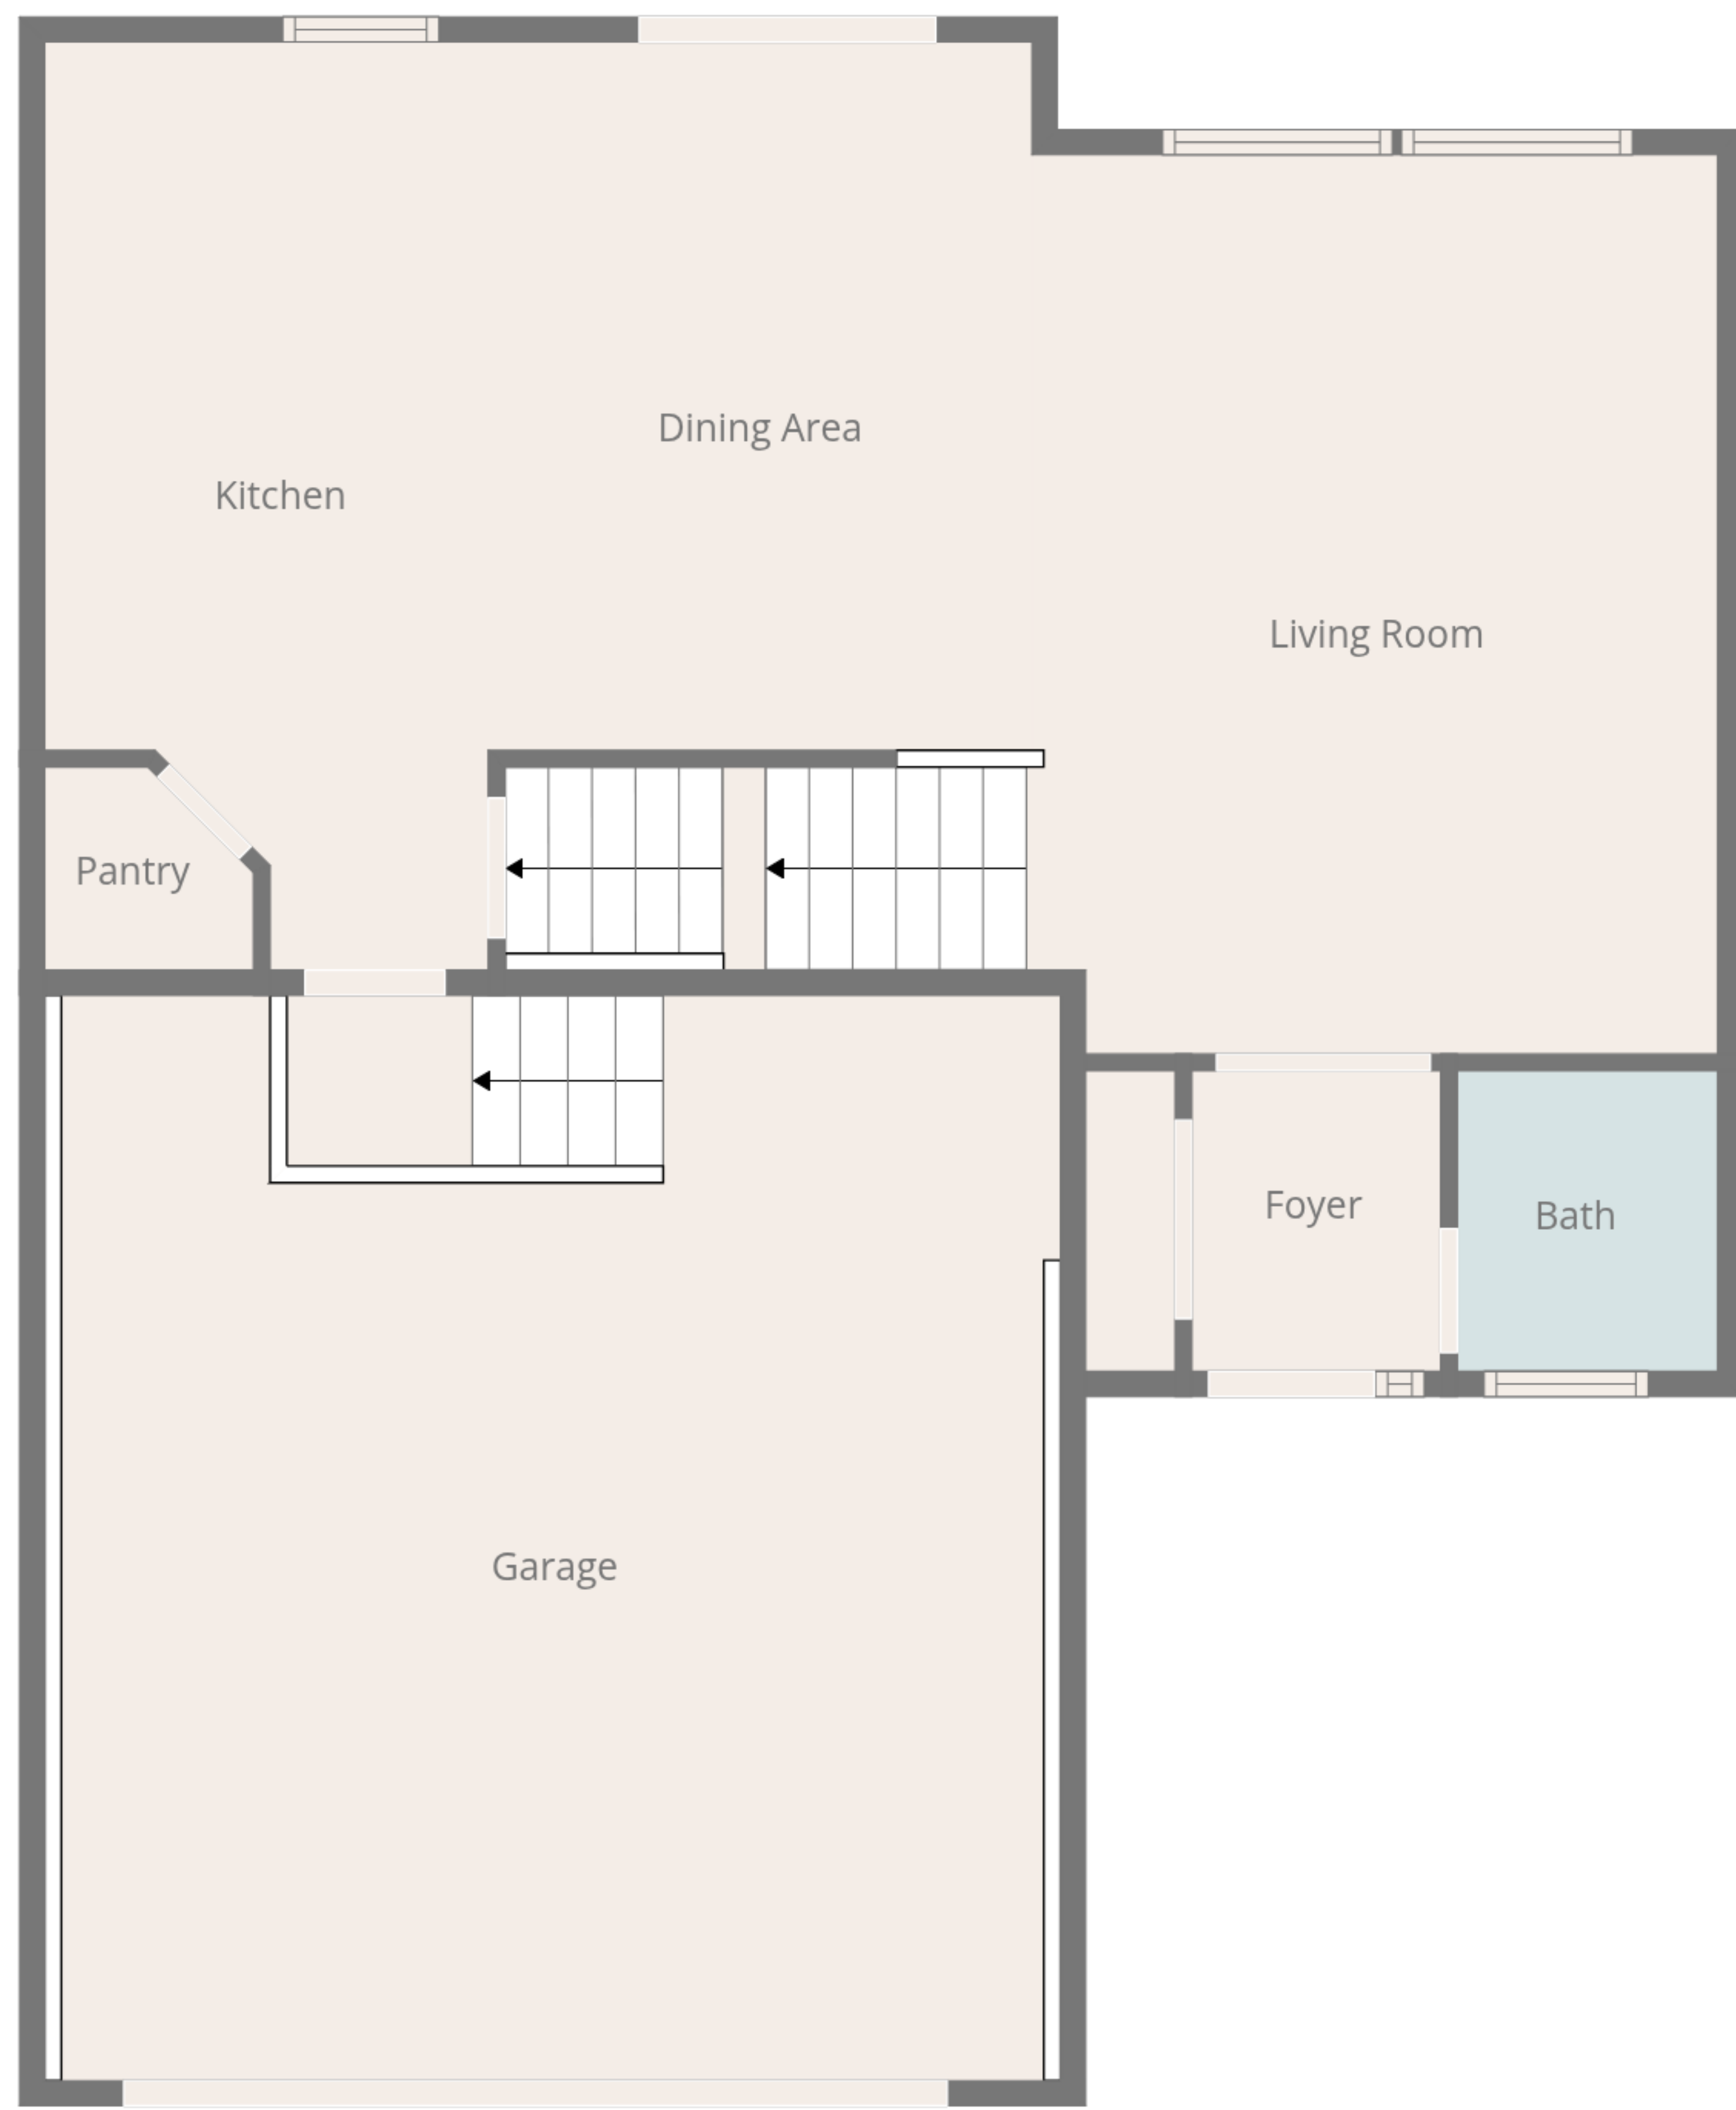 Dining Area
Kitchen
Living Room
Pantry
Foyer
Bath
Garage